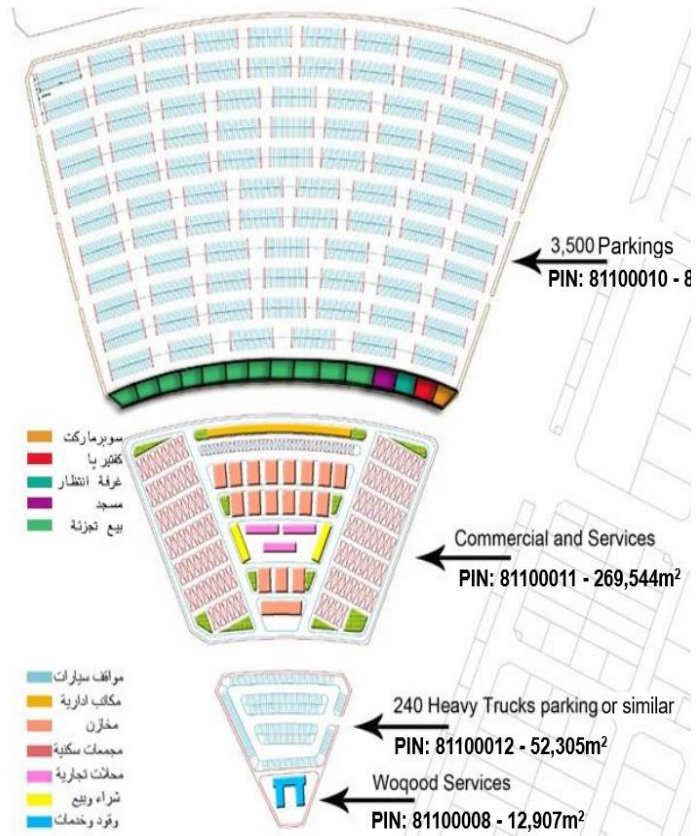 3,500 Parkings
PIN: 81100010 - 8
سوبرماركت
كفتيريا
غرفة انتظار
مسجد
بيع تجزئة
Commercial and Services
PIN: 81100011 - 269,544m²
مواقف سيارات
مكاتب ادارية
مخازن
مجمعات سكنية
محلات تجارية
شراء وبيع
وقود وخدمات
240 Heavy Trucks parking or similar
PIN: 81100012 - 52,305m²
Woqood Services
PIN: 81100008 - 12,907m²